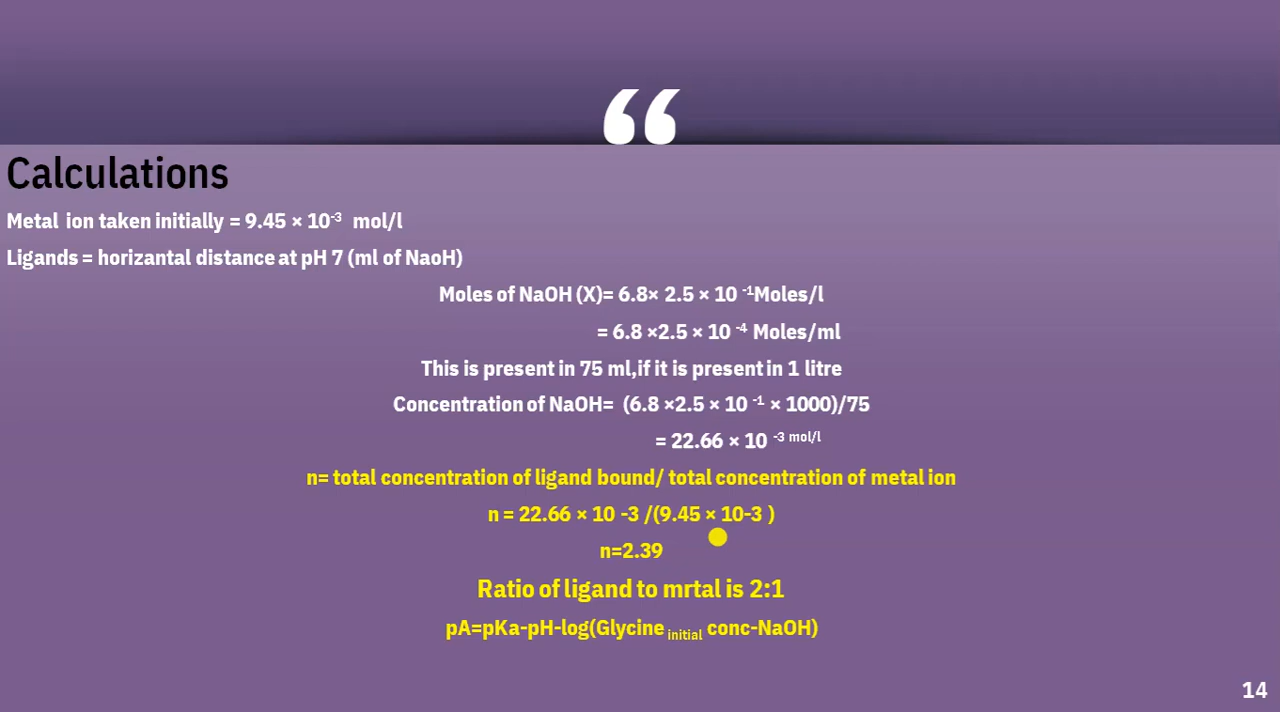 “
Calculations
Metal ion taken initially = 9.45 × 10⁻³ mol/l
Ligands = horizantal distance at pH 7 (ml of NaoH)
Moles of NaOH (X)= 6.8× 2.5 × 10 ⁻¹Moles/l
= 6.8 ×2.5 × 10 ⁻⁴ Moles/ml
This is present in 75 ml,if it is present in 1 litre
Concentration of NaOH= (6.8 ×2.5 × 10 ⁻¹ × 1000)/75
= 22.66 × 10 ⁻³ ᵐᵒˡ/ˡ
n= total concentration of ligand bound/ total concentration of metal ion
n = 22.66 × 10 -3 /(9.45 × 10-3 )
n=2.39
Ratio of ligand to mrtal is 2:1
pA=pKa-pH-log(Glycine initial conc-NaOH)
14